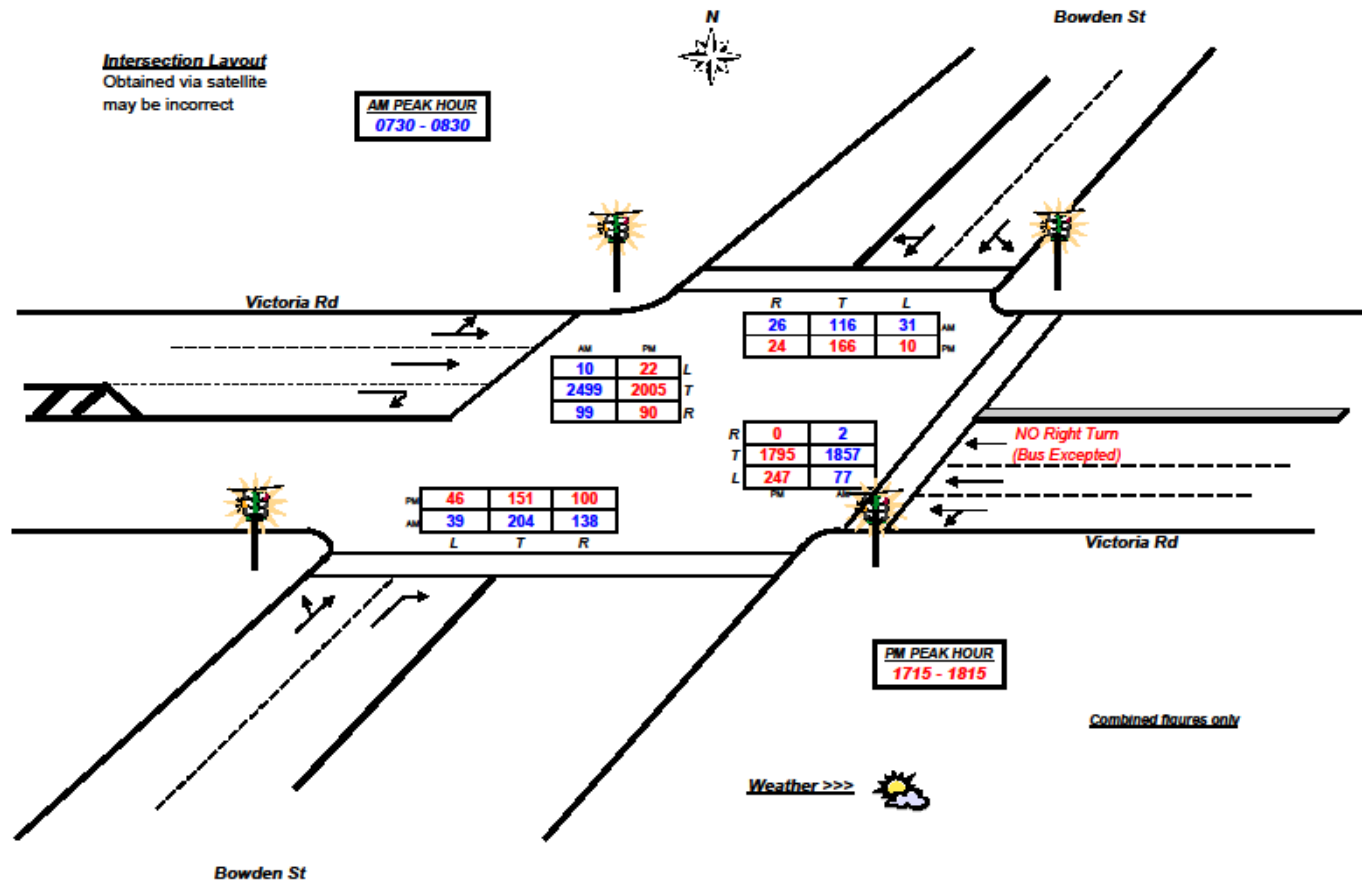 N
Bowden St
Intersection Layout
Obtained via satellite
may be incorrect
AM PEAK HOUR
0730 - 0830
Victoria Rd
R T L
26 116 31 AM
24 166 10 PM
AM PM
10 22 L
2499 2005 T
99 90 R
R 0 2
T 1795 1857
L 247 77
PM AM
NO Right Turn
(Bus Excepted)
PM 46 151 100
AM 39 204 138
L T R
Victoria Rd
PM PEAK HOUR
1715 - 1815
Combined figures only
Weather >>>
Bowden St